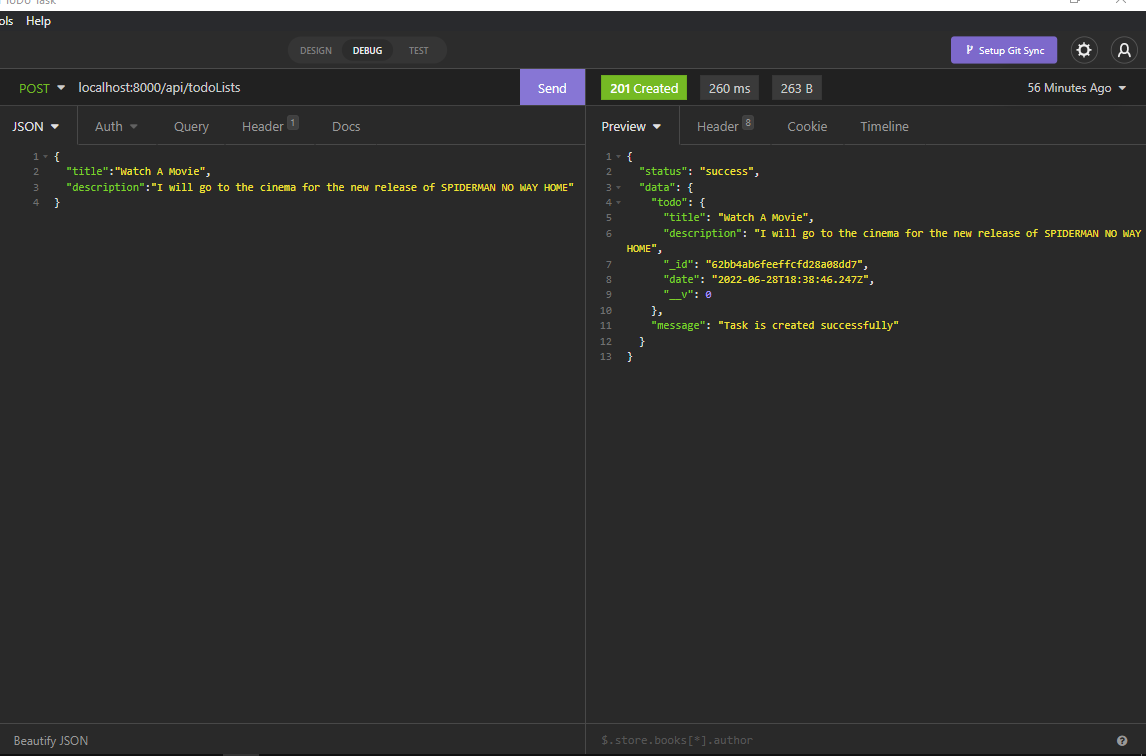 ToDo Task
ols Help
DESIGN DEBUG TEST
Setup Git Sync
POST localhost:8000/api/todoLists Send
201 Created 260 ms 263 B 56 Minutes Ago
JSON Auth Query Header 1 Docs
Preview Header 8 Cookie Timeline
1 {
2 "title":"Watch A Movie",
3 "description":"I will go to the cinema for the new release of SPIDERMAN NO WAY HOME"
4 }
1 {
2 "status": "success",
3 "data": {
4 "todo": {
5 "title": "Watch A Movie",
6 "description": "I will go to the cinema for the new release of SPIDERMAN NO WAY
HOME",
7 "_id": "62bb4ab6feeffcfd28a08dd7",
8 "date": "2022-06-28T18:38:46.247Z",
9 "__v": 0
10 },
11 "message": "Task is created successfully"
12 }
13 }
Beautify JSON
$.store.books[*].author